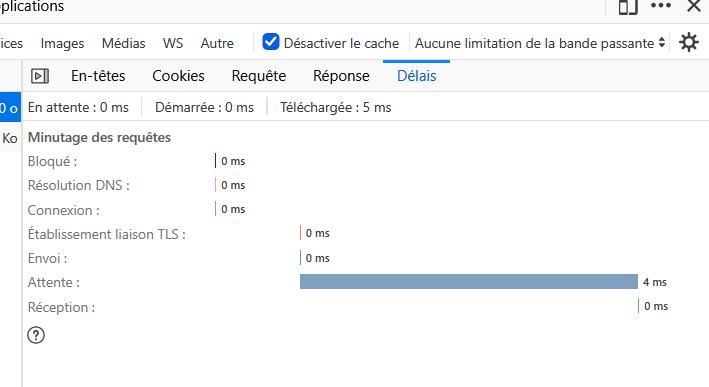 plications
ices Images Médias WS Autre Désactiver le cache Aucune limitation de la bande passante
En-têtes Cookies Requête Réponse Délais
0 o En attente : 0 ms Démarrée : 0 ms Téléchargée : 5 ms
Ko Minutage des requêtes
Bloqué : 0 ms
Résolution DNS : 0 ms
Connexion : 0 ms
Établissement liaison TLS : 0 ms
Envoi : 0 ms
Attente : 4 ms
Réception : 0 ms
?